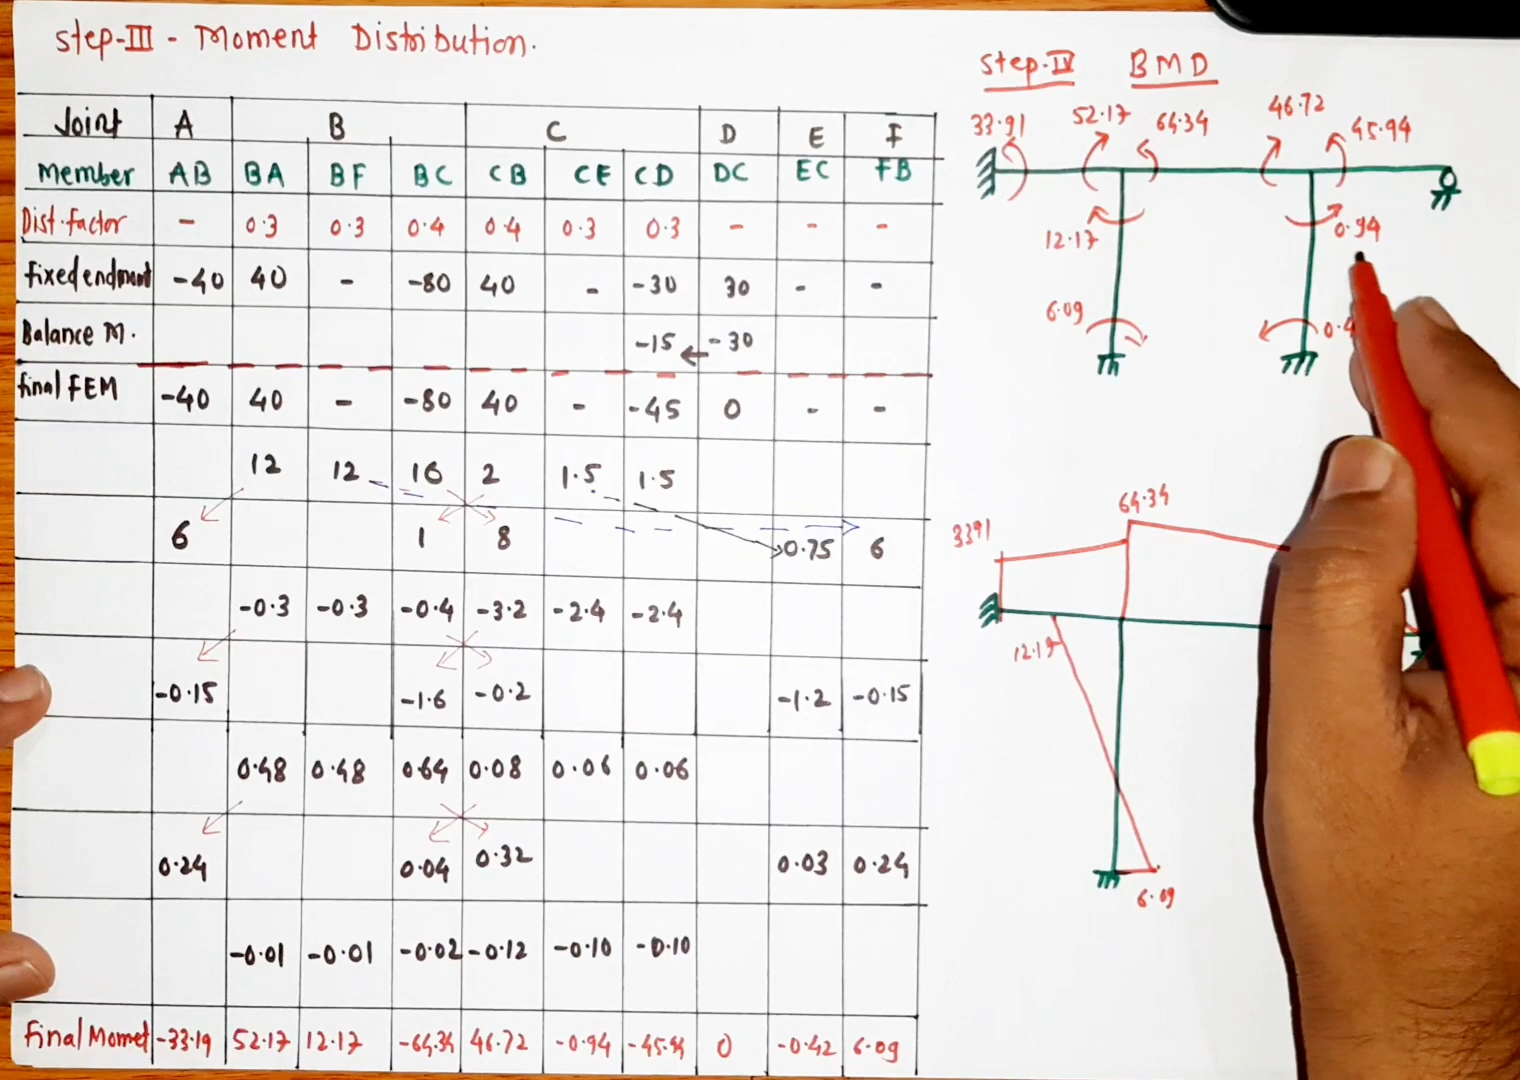 Step-III - Moment Distribution.
Joint A B C D E F
Member AB BA BF BC CB CE CD DC EC FB
Dist.factor - 0.3 0.3 0.4 0.4 0.3 0.3 - - -
fixed end -40 40 - -80 40 - -30 30 - -
Balance M. -15 -30
final FEM -40 40 - -80 40 - -45 0 - -
12 12 16 2 1.5 1.5
6 1 8 0.75 6
-0.3 -0.3 -0.4 -3.2 -2.4 -2.4
-0.15 -1.6 -0.2 -1.2 -0.15
0.48 0.48 0.64 0.08 0.06 0.06
0.24 0.04 0.32 0.03 0.24
-0.01 -0.01 -0.02 -0.12 -0.10 -0.10
Final Momet -33.19 52.17 12.17 -64.34 46.72 -0.94 -45.94 0 -0.42 6.09
Step-IV BMD
33.91 52.17 64.34 46.72 45.94
12.17 0.94
6.09
3391 64.34
12.17
6.09